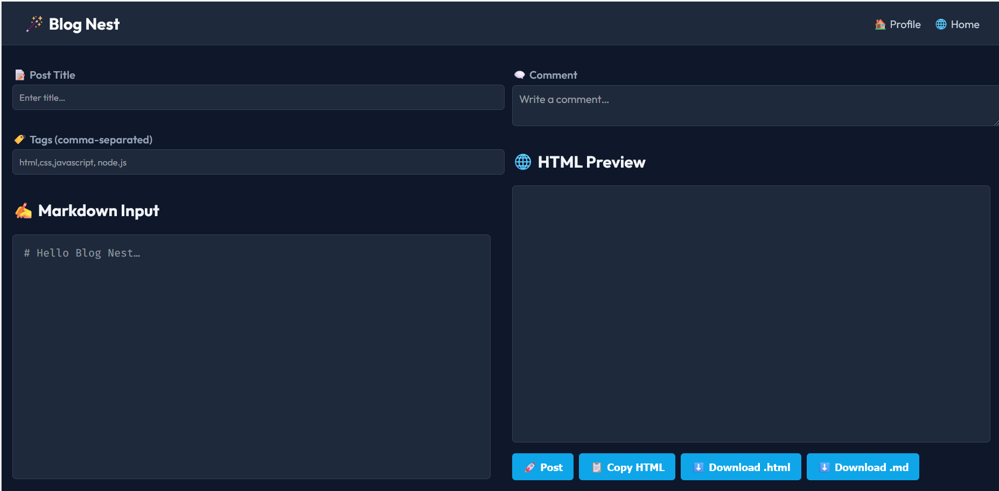 Blog Nest
Profile
Home
Post Title
Enter title...
Tags (comma-separated)
html,css,javascript, node.js
Markdown Input
# Hello Blog Nest…
Comment
Write a comment...
HTML Preview
Post
Copy HTML
Download .html
Download .md